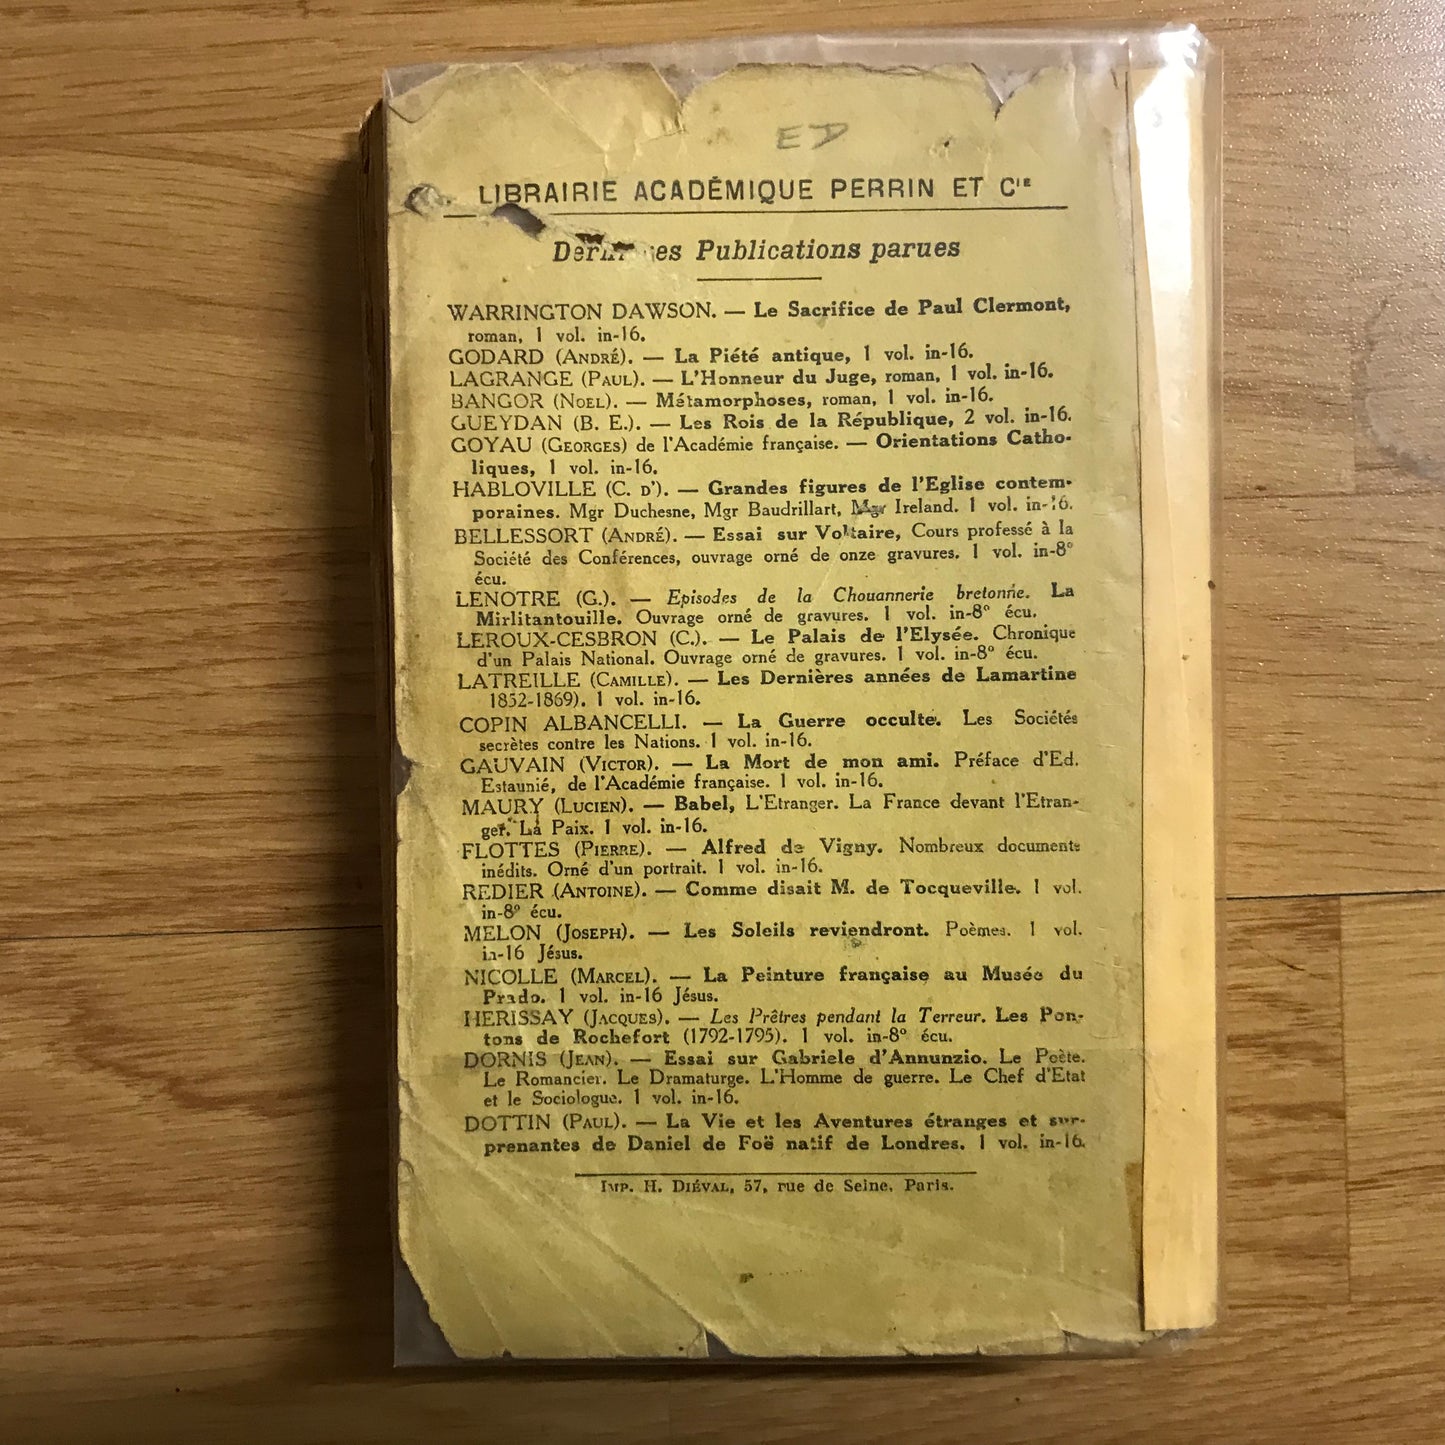 ED
LIBRAIRIE ACADÉMIQUE PERRIN ET Cie
Publications parues
WARRINGTON DAWSON. — Le Sacrifice de Paul Clermont,
roman, 1 vol. in-16.
GODARD (ANDRÉ). — La Piété antique, 1 vol. in-16.
LAGRANGE (PAUL). — L'Honneur du Juge, roman, 1 vol. in-16.
BANGOR (NOEL). — Métamorphoses, roman, 1 vol. in-16.
GUEYDAN (B. E.). — Les Rois de la République, 2 vol. in-16.
GOYAU (GEORGES) de l'Académie française. — Orientations Catho-
liques, 1 vol. in-16.
HABLOVILLE (C. D'). — Grandes figures de l'Eglise contem-
poraines. Mgr Duchesne, Mgr Baudrillart, Mgr Ireland. 1 vol. in-16.
BELLESSORT (ANDRÉ). — Essai sur Voltaire, Cours professé à la
Société des Conférences, ouvrage orné de onze gravures. 1 vol. in-8°
écu.
LENOTRE (G.). — Episodes de la Chouannerie bretonne. La
Mirlitantouille. Ouvrage orné de gravures. 1 vol. in-8° écu.
LEROUX-CESBRON (C.). — Le Palais de l'Elysée. Chronique
d'un Palais National. Ouvrage orné de gravures. 1 vol. in-8° écu.
LATREILLE (CAMILLE). — Les Dernières années de Lamartine
1852-1869). 1 vol. in-16.
COPIN ALBANCELLI. — La Guerre occulte. Les Sociétés
secrètes contre les Nations. 1 vol. in-16.
GAUVAIN (VICTOR). — La Mort de mon ami. Préface d'Ed.
Estaunié, de l'Académie française. 1 vol. in-16.
MAURY (LUCIEN). — Babel, L'Etranger. La France devant l'Etran-
ger. La Paix. 1 vol. in-16.
FLOTTES (PIERRE). — Alfred de Vigny. Nombreux documents
inédits. Orné d'un portrait. 1 vol. in-16.
REDIER (ANTOINE). — Comme disait M. de Tocqueville. 1 vol.
in-8° écu.
MELON (JOSEPH). — Les Soleils reviendront. Poèmes. 1 vol.
in-16 Jésus.
NICOLLE (MARCEL). — La Peinture française au Musée du
Prado. 1 vol. in-16 Jésus.
HERISSAY (JACQUES). — Les Prêtres pendant la Terreur. Les Pon-
tons de Rochefort (1792-1795). 1 vol. in-8° écu.
DORNIS (JEAN). — Essai sur Gabriele d'Annunzio. Le Poète.
Le Romancier. Le Dramaturge. L'Homme de guerre. Le Chef d'Etat
et le Sociologue. 1 vol. in-16.
DOTTIN (PAUL). — La Vie et les Aventures étranges et sur-
prenantes de Daniel de Foë natif de Londres. 1 vol. in-16.
IMP. H. DIÉVAL, 57, rue de Seine, Paris.